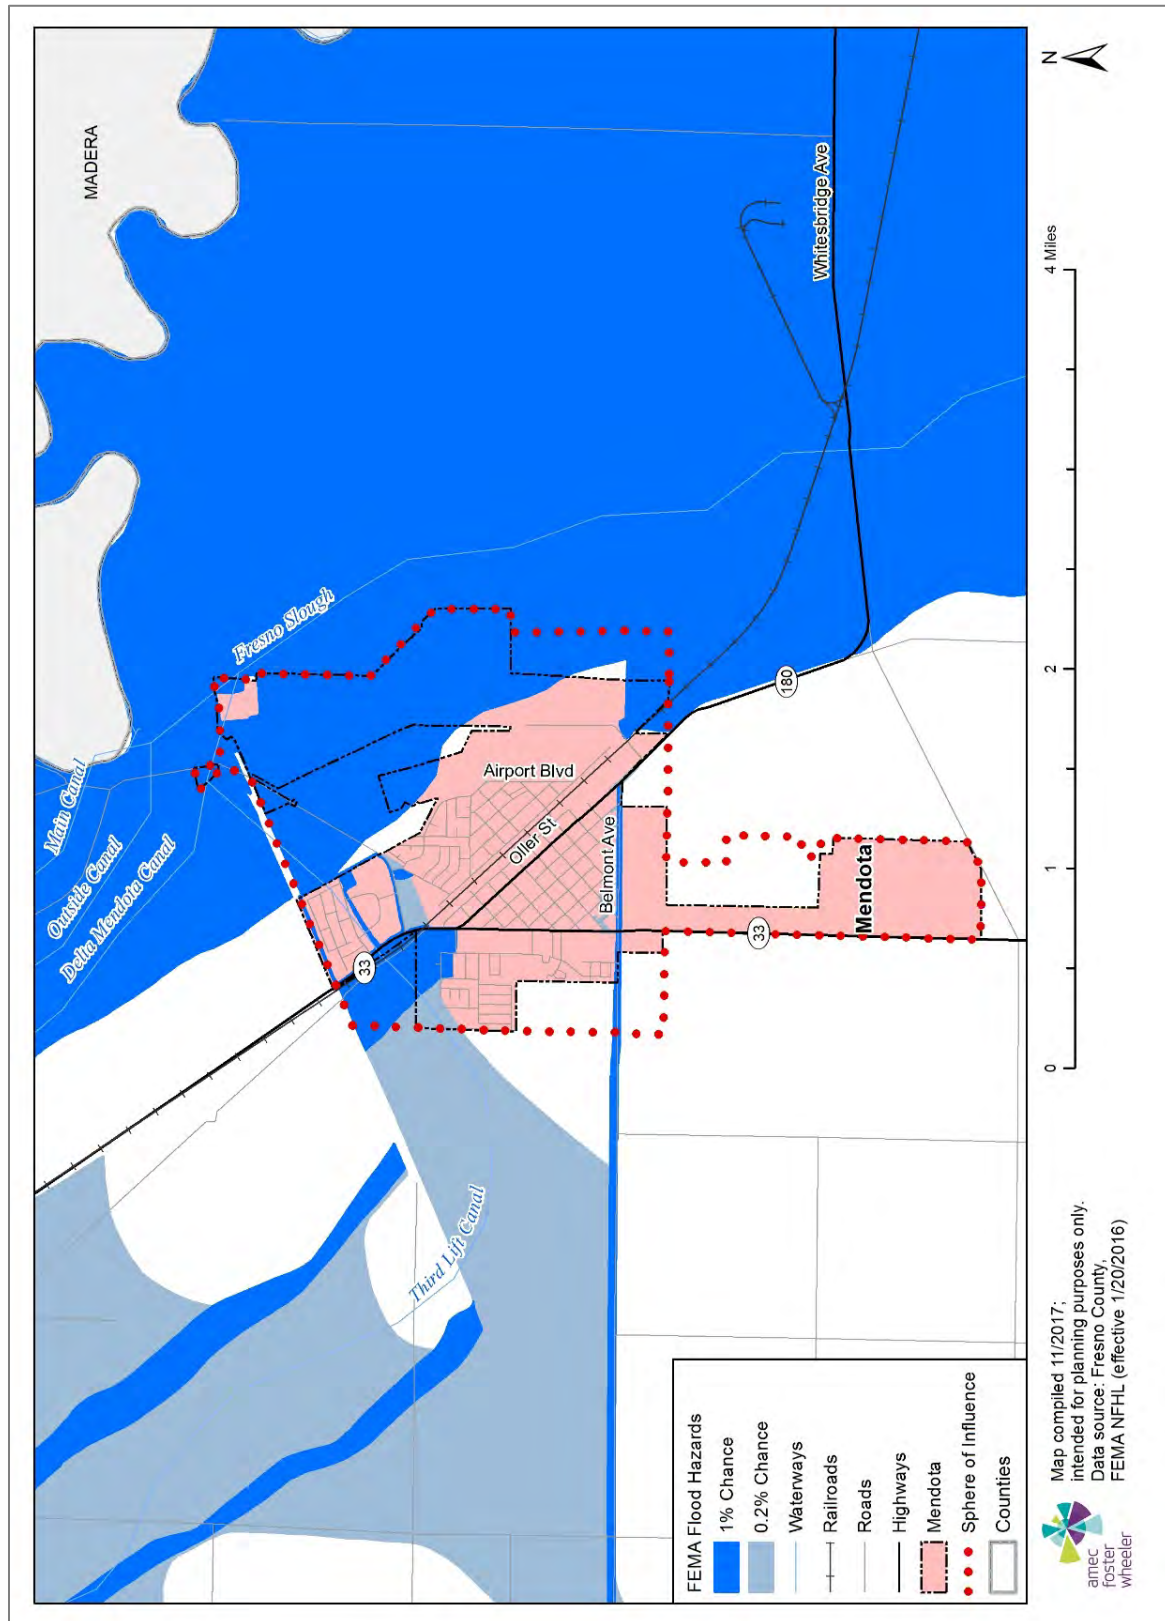 MADERA
Main Canal
Outside Canal
Delta Mendota Canal
Fresno Slough
33
Airport Blvd
Oller St
Belmont Ave
Third Lift Canal
Whitesbridge Ave
180
33
Mendota
FEMA Flood Hazards
1% Chance
0.2% Chance
Waterways
Railroads
Roads
Highways
Mendota
Sphere of Influence
Counties
N
0
1
2
4 Miles
amec
foster
wheeler
Map compiled 11/2017;
intended for planning purposes only.
Data source: Fresno County,
FEMA NFHL (effective 1/20/2016)